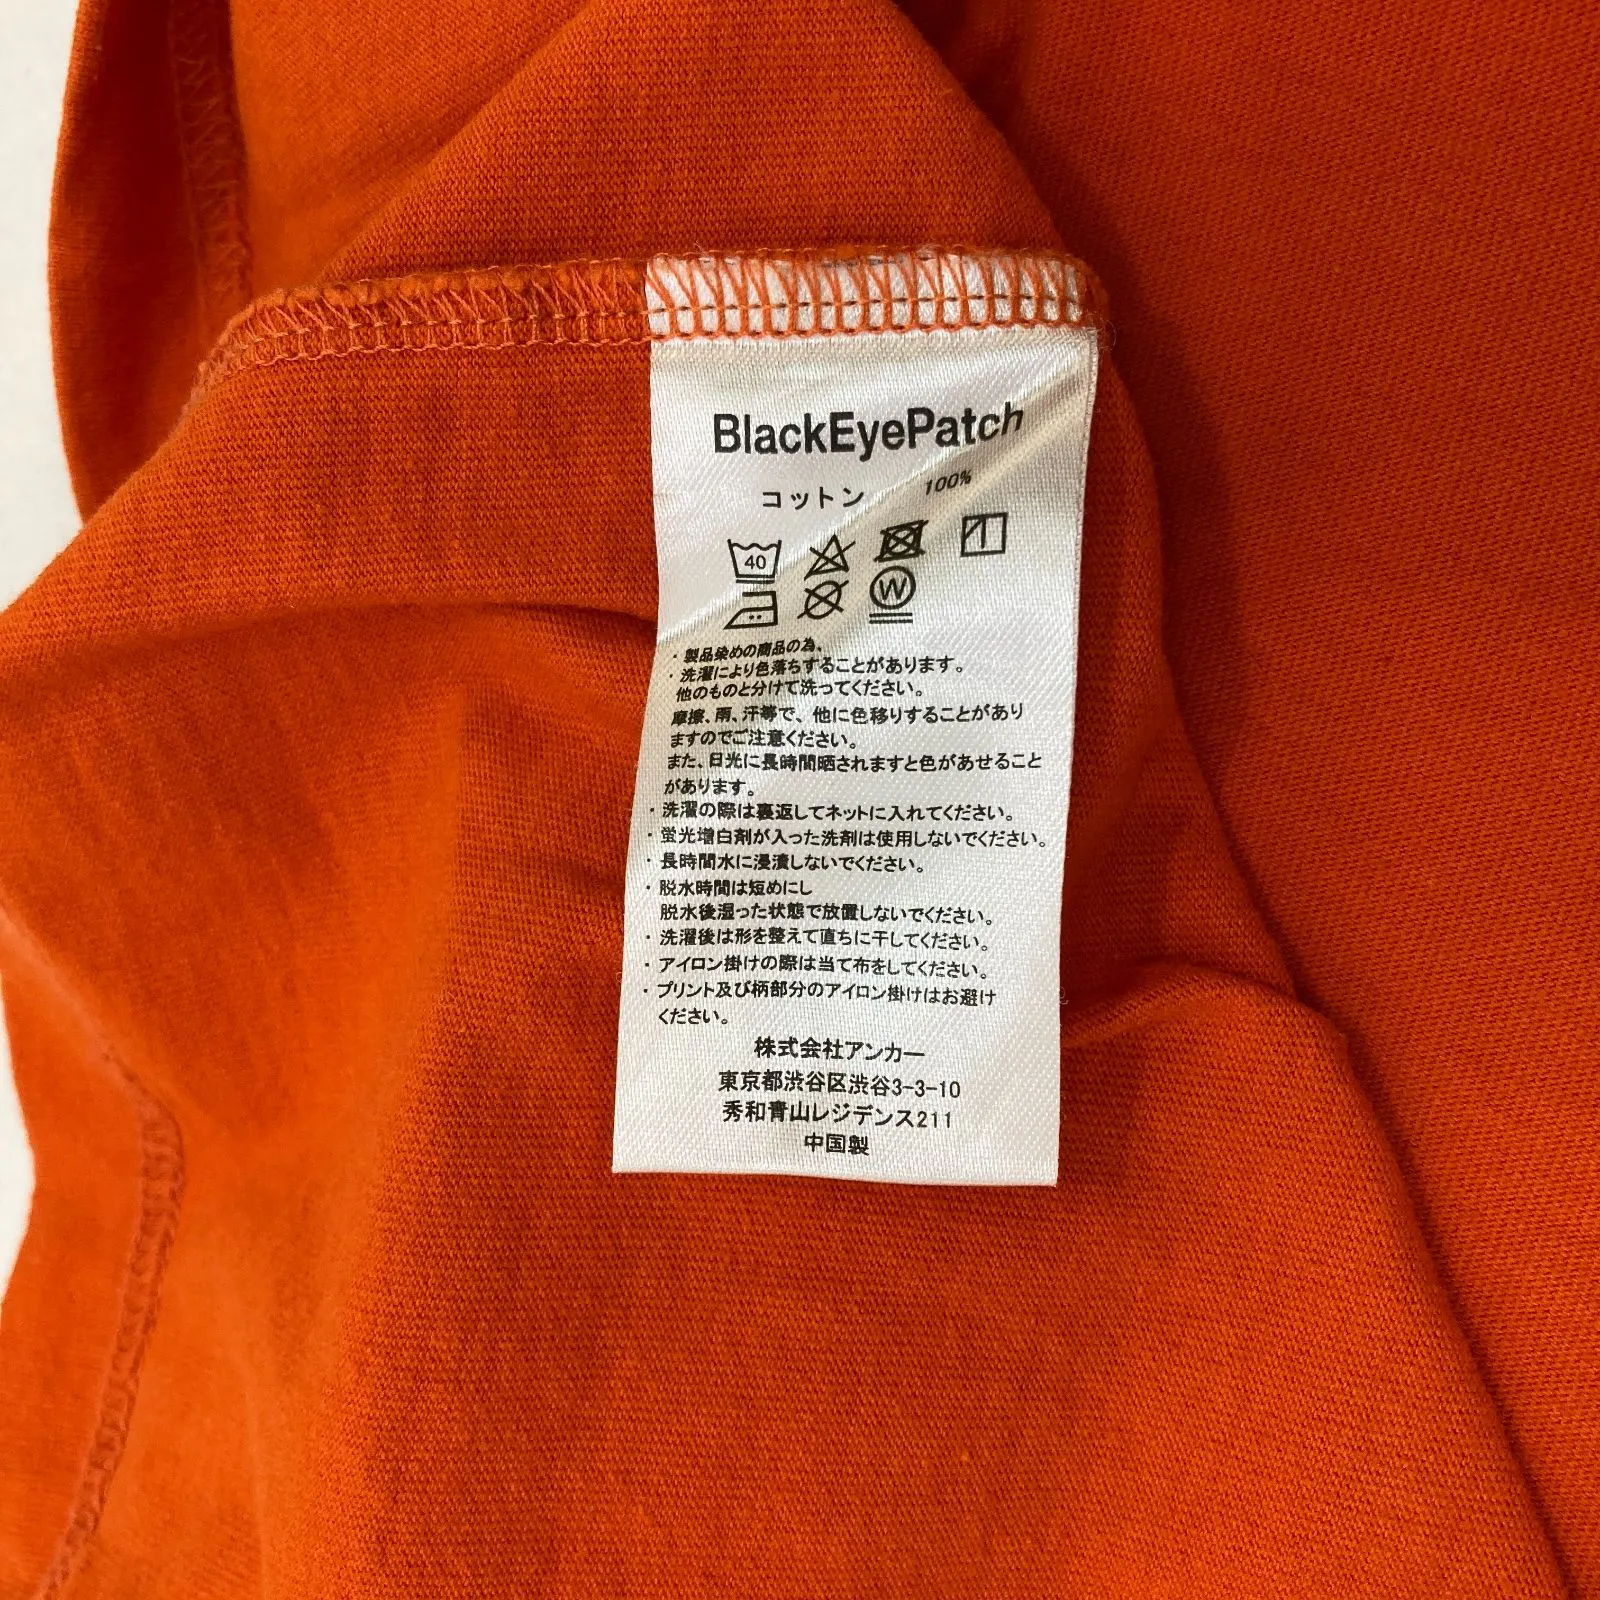 BlackEyePatch
コットン 100%
40
W
・製品染めの商品の為、
・洗濯により色落ちすることがあります。
他のものと分けて洗ってください。
摩擦、雨、汗等で、他に色移りすることがあり
ますのでご注意ください。
また、日光に長時間晒されますと色があせること
があります。
・洗濯の際は裏返してネットに入れてください。
・蛍光増白剤が入った洗剤は使用しないでください。
・長時間水に浸漬しないでください。
・脱水時間は短めにし
脱水後湿った状態で放置しないでください。
・洗濯後は形を整えて直ちに干してください。
・アイロン掛けの際は当て布をしてください。
・プリント及び柄部分のアイロン掛けはお避け
ください。
株式会社アンカー
東京都渋谷区渋谷3-3-10
秀和青山レジデンス211
中国製